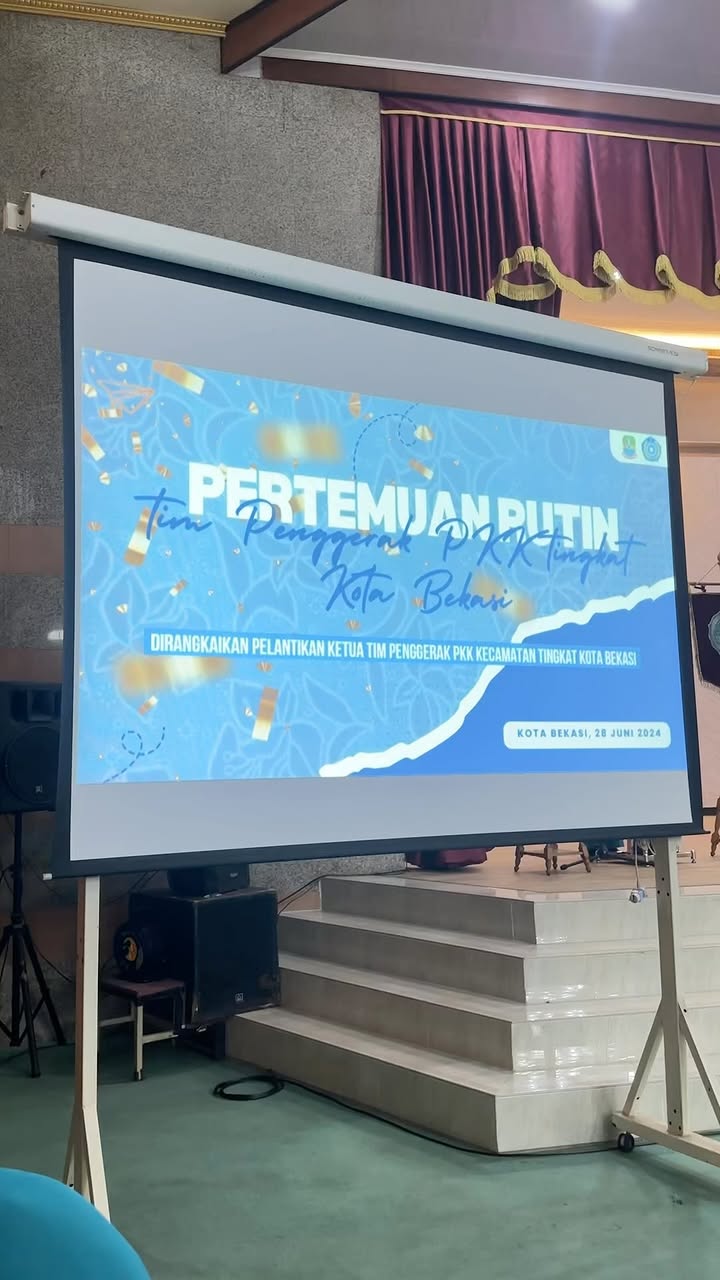 PERTEMUAN RUTIN
Tim Penggerak PKK tingkat
Kota Bekasi
DIRANGKAIKAN PELANTIKAN KETUA TIM PENGGERAK PKK KECAMATAN TINGKAT KOTA BEKASI
KOTA BEKASI, 28 JUNI 2024